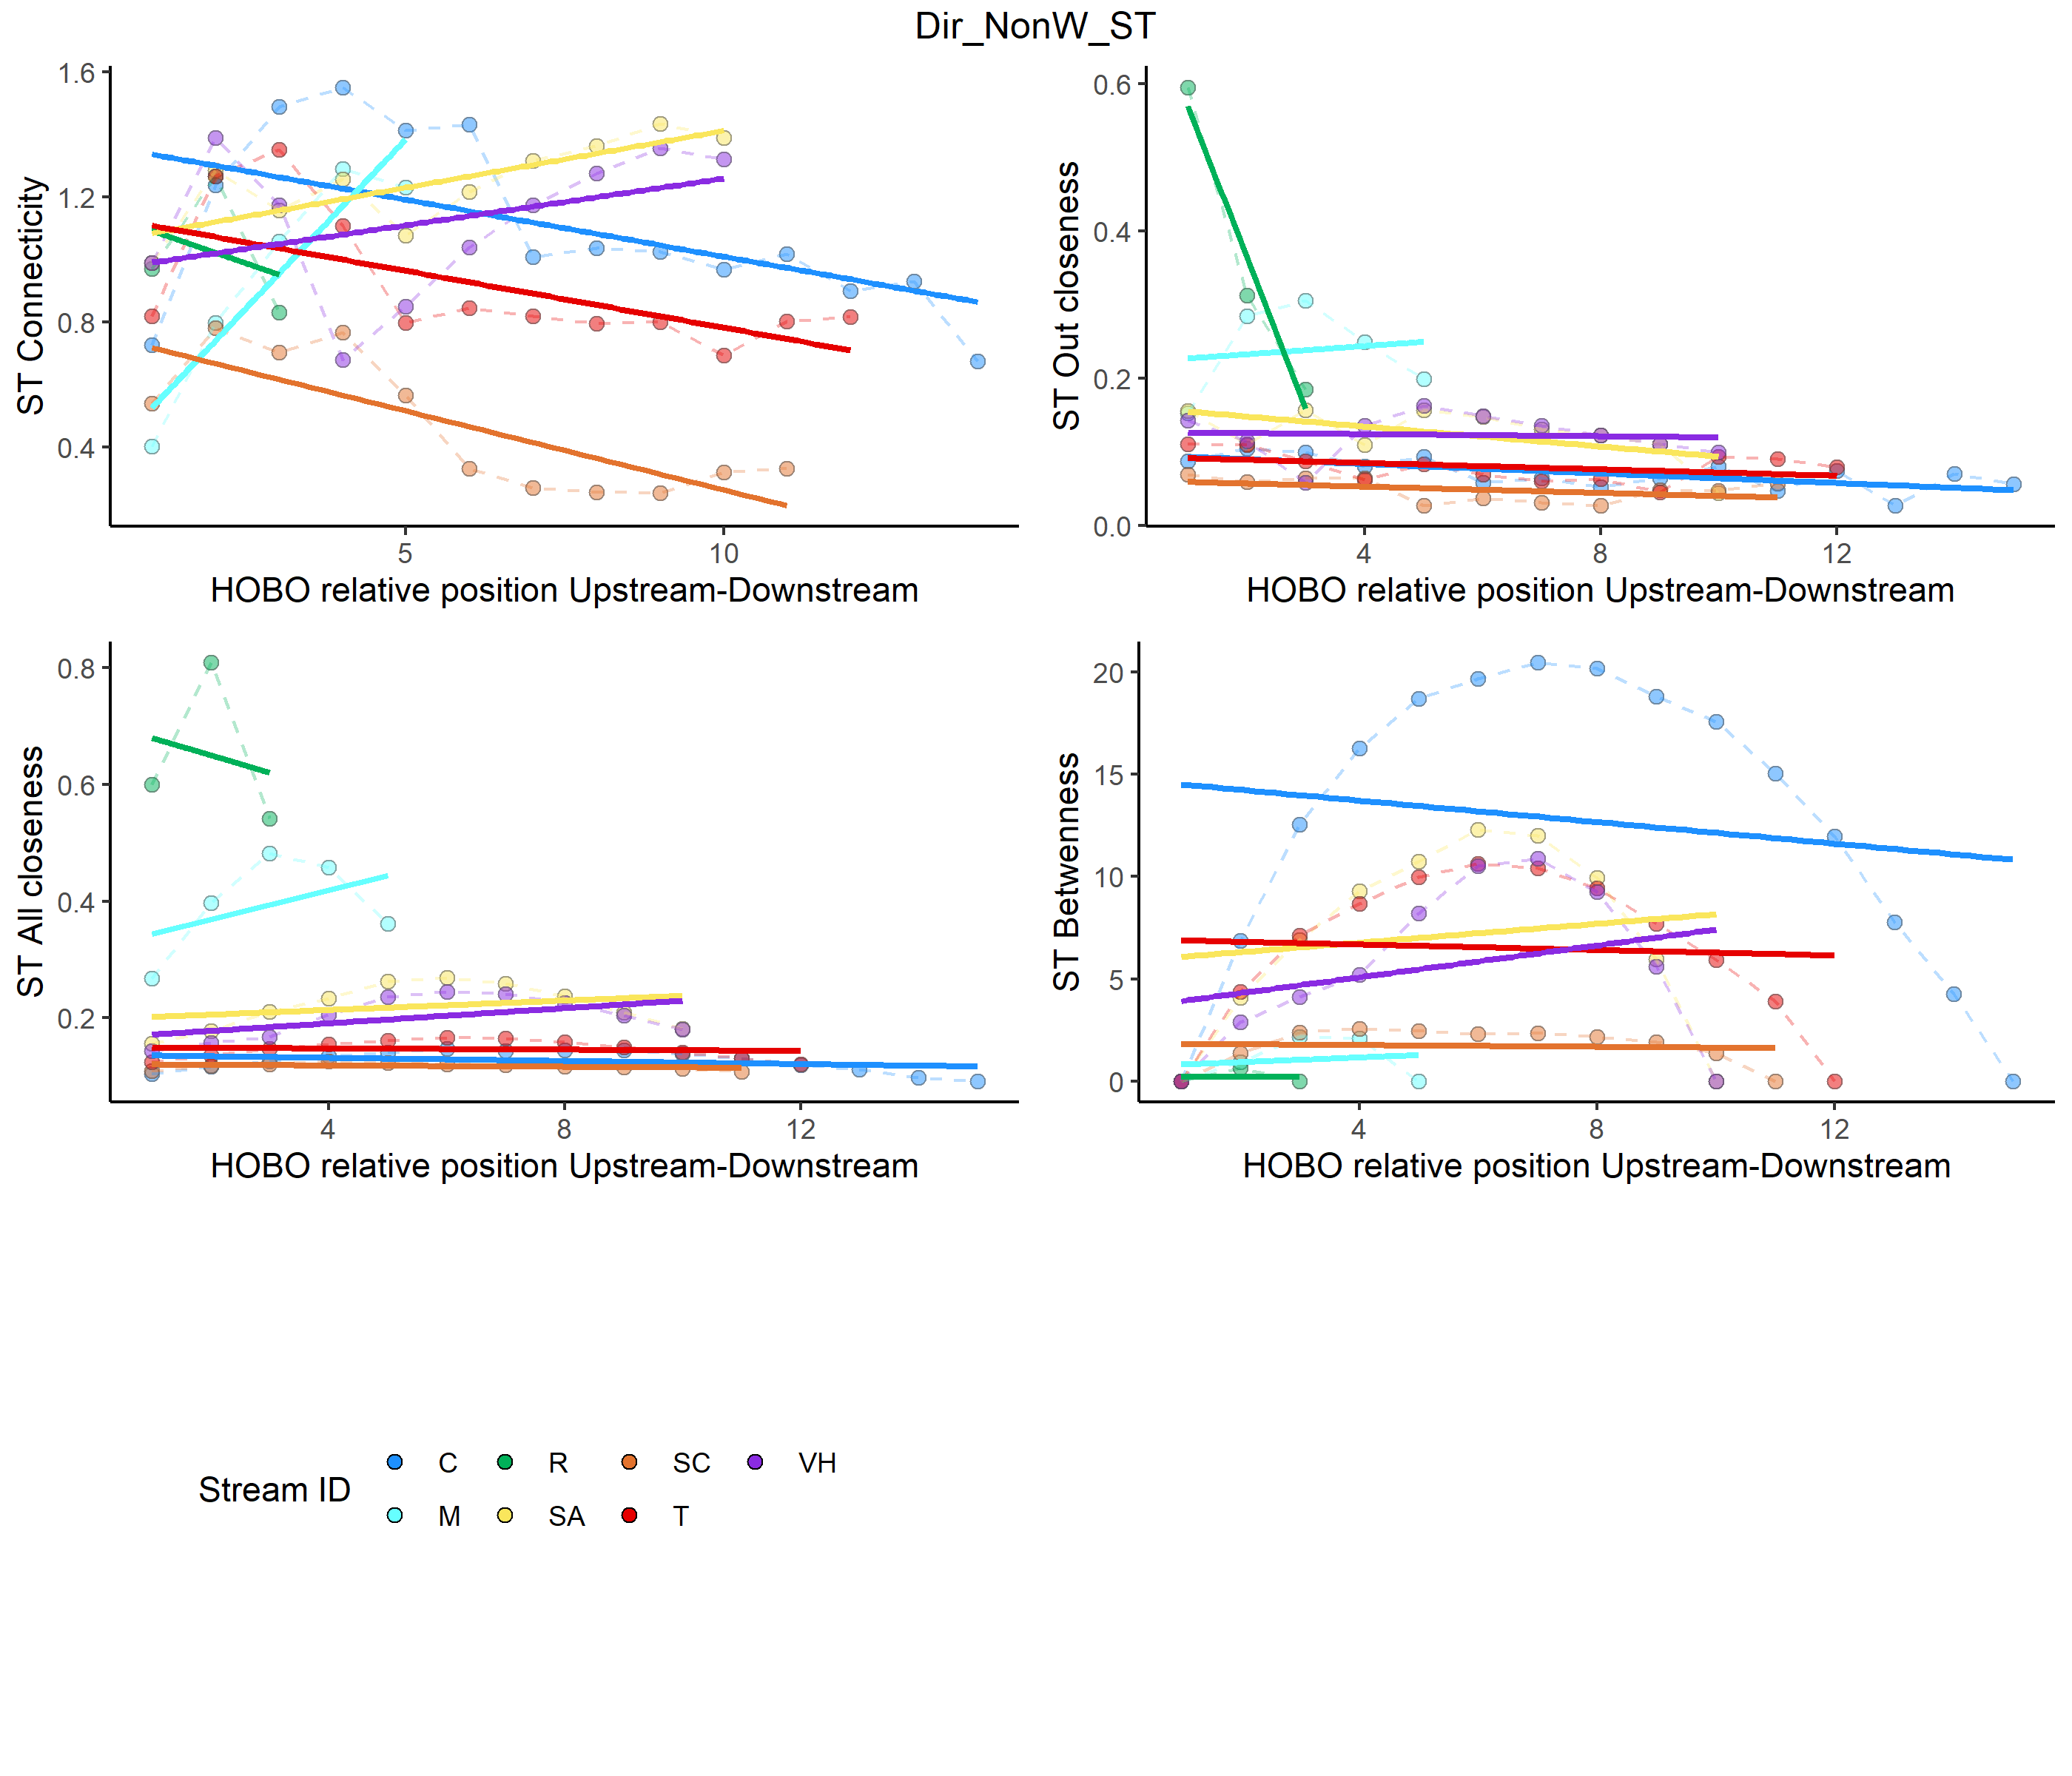 Dir_NonW_ST
ST Connecticity
1.6
1.2
0.8
0.4
5
10
HOBO relative position Upstream-Downstream
ST Out closeness
0.6
0.4
0.2
0.0
4
8
12
HOBO relative position Upstream-Downstream
ST All closeness
0.8
0.6
0.4
0.2
4
8
12
HOBO relative position Upstream-Downstream
ST Betwenness
20
15
10
5
0
4
8
12
HOBO relative position Upstream-Downstream
Stream ID
C
R
SC
VH
M
SA
T